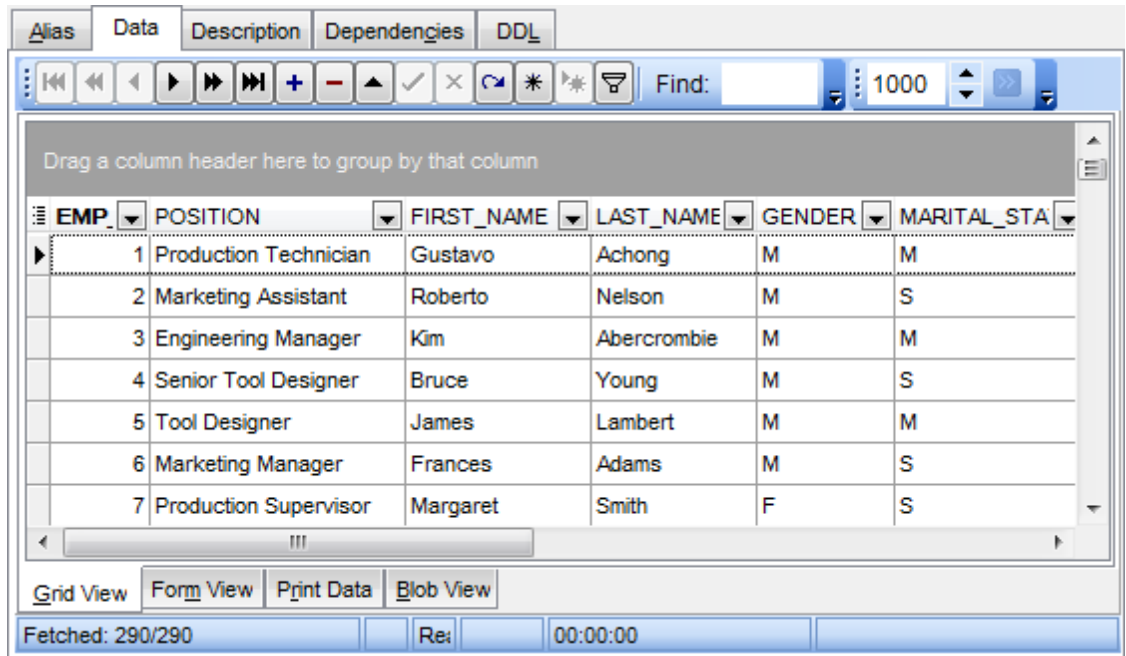 Alias Data Description Dependencies DDL
Find: 1000
Drag a column header here to group by that column
EMP_ POSITION FIRST_NAME LAST_NAME GENDER MARITAL_STA
1 Production Technician Gustavo Achong M M
2 Marketing Assistant Roberto Nelson M S
3 Engineering Manager Kim Abercrombie M M
4 Senior Tool Designer Bruce Young M S
5 Tool Designer James Lambert M M
6 Marketing Manager Frances Adams M S
7 Production Supervisor Margaret Smith F S
Grid View Form View Print Data Blob View
Fetched: 290/290 Rea 00:00:00